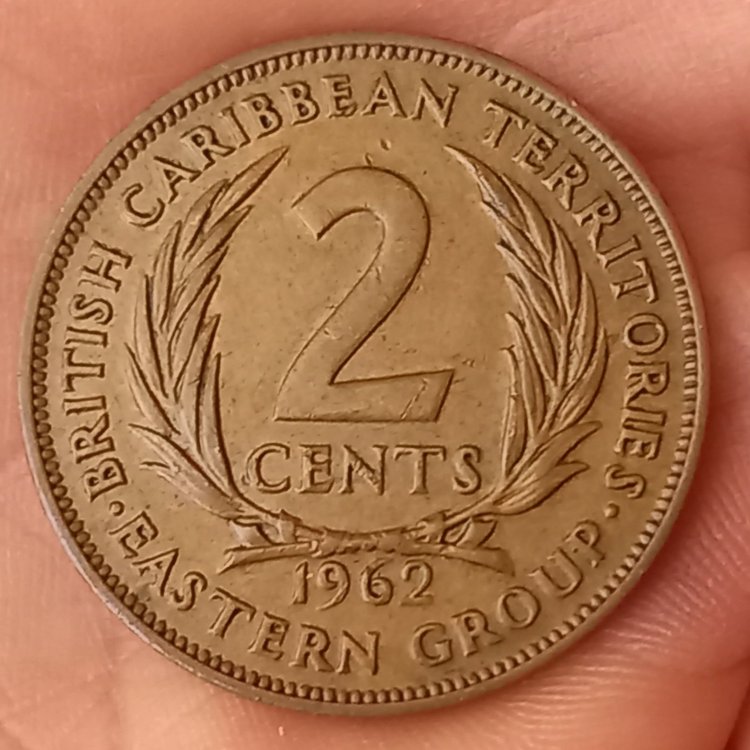 BRITISH CARIBBEAN TERRITORIES
2
CENTS
1962
· EASTERN GROUP ·